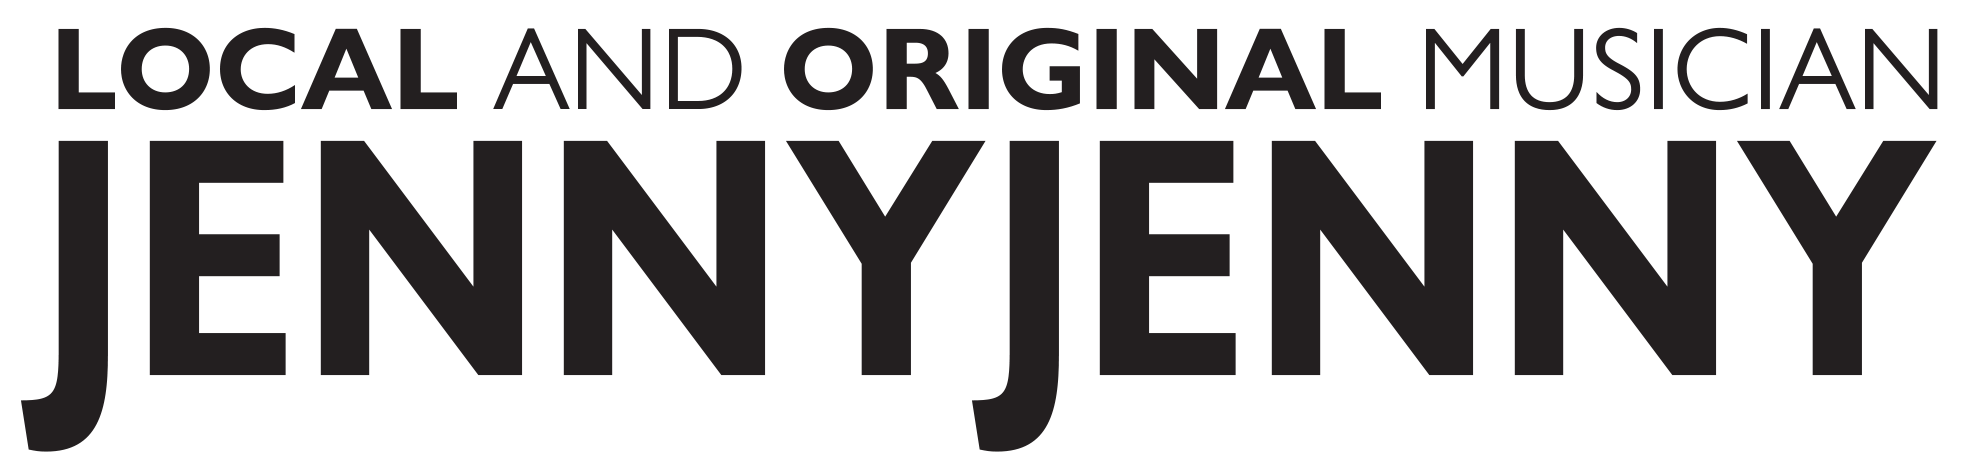 LOCAL AND ORIGINAL MUSICIAN
JENNYJENNY